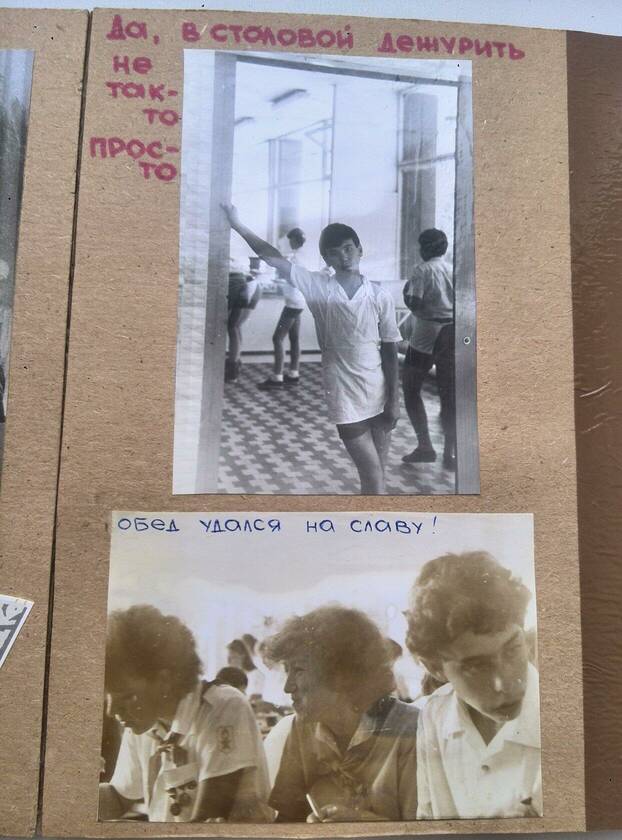 Да, в столовой дежурить
не
так-
то
прос-
то
обед удался на славу!